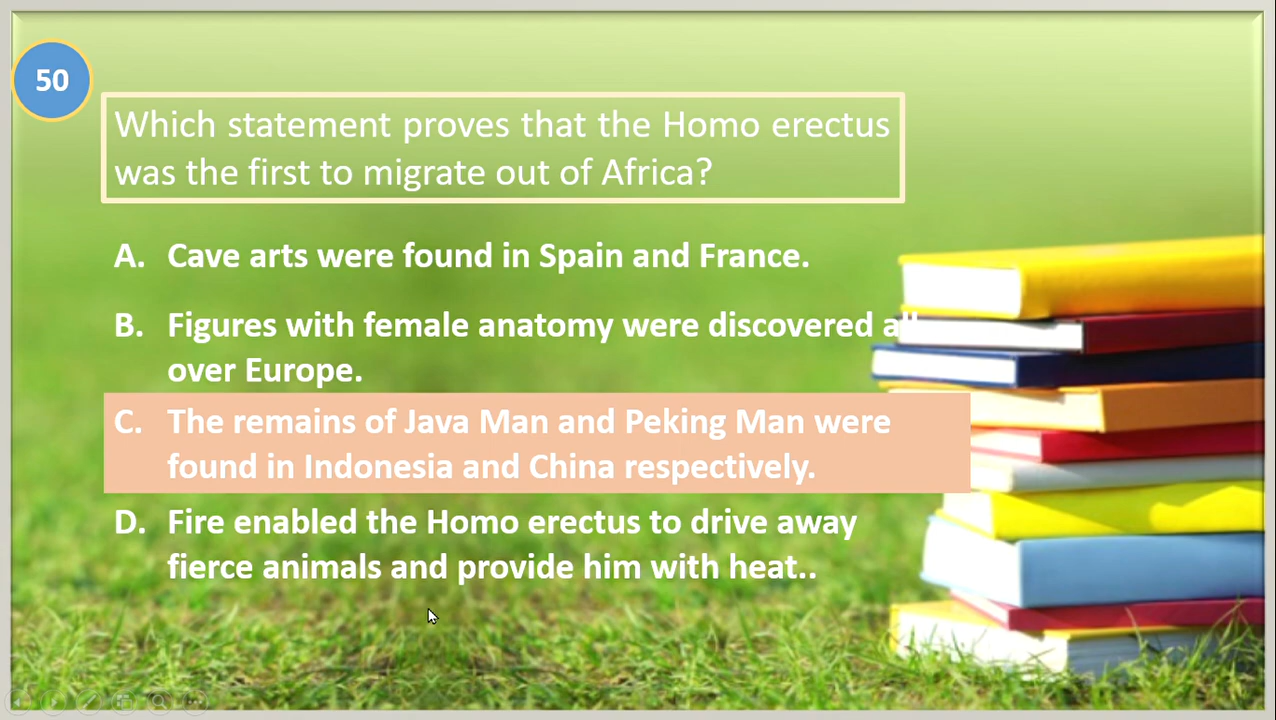 50
Which statement proves that the Homo erectus
was the first to migrate out of Africa?
A. Cave arts were found in Spain and France.
B. Figures with female anatomy were discovered all
over Europe.
C. The remains of Java Man and Peking Man were
found in Indonesia and China respectively.
D. Fire enabled the Homo erectus to drive away
fierce animals and provide him with heat..